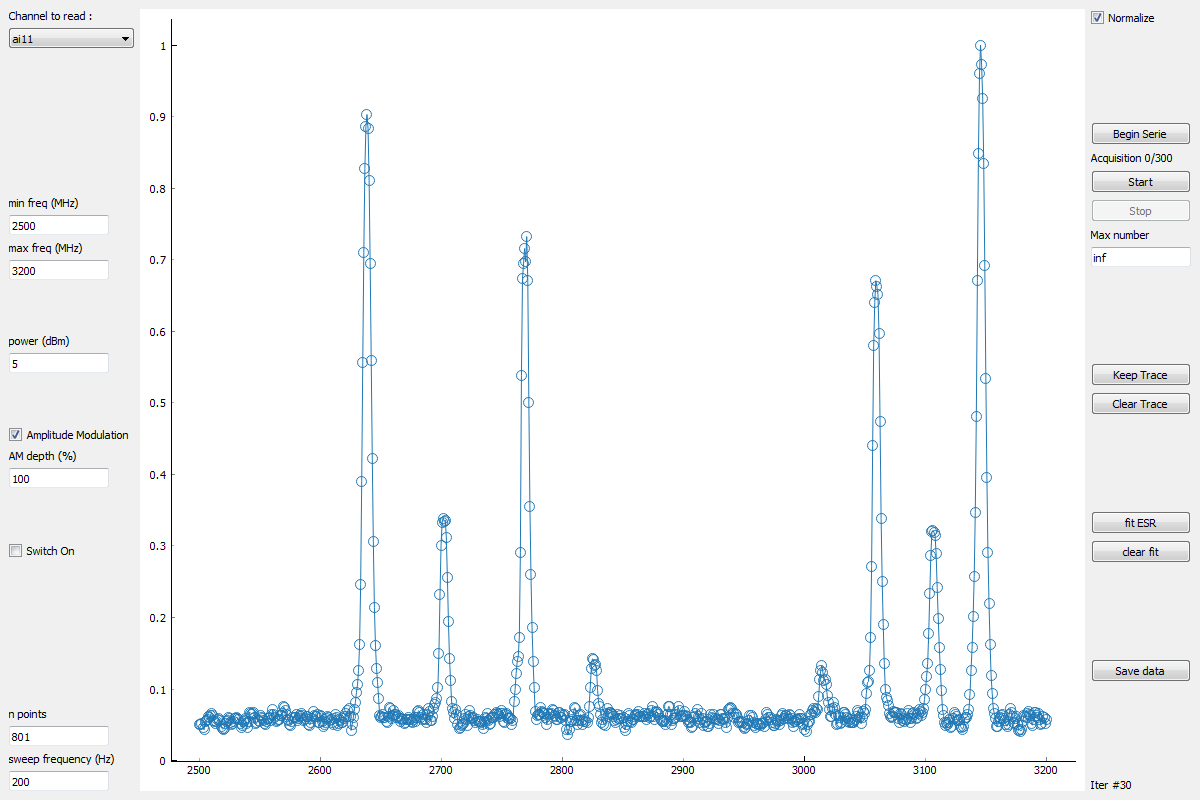 Channel to read :
ai11
min freq (MHz)
2500
max freq (MHz)
3200
power (dBm)
5
Amplitude Modulation
AM depth (%)
100
Switch On
n points
801
sweep frequency (Hz)
200
1
0.9
0.8
0.7
0.6
0.5
0.4
0.3
0.2
0.1
0
2500 2600 2700 2800 2900 3000 3100 3200
Normalize
Begin Serie
Acquisition 0/300
Start
Stop
Max number
inf
Keep Trace
Clear Trace
fit ESR
clear fit
Save data
Iter #30